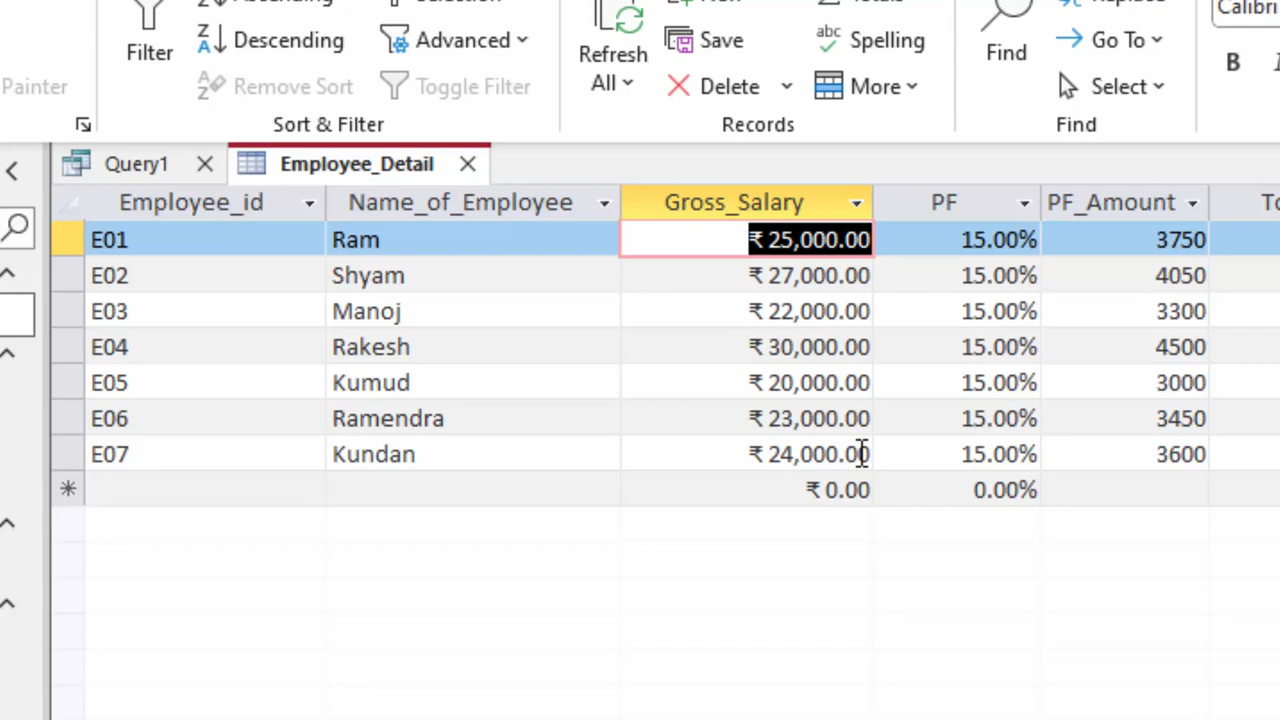 Filter
Descending
Advanced
Remove Sort
Toggle Filter
Sort & Filter
Refresh
All
Save
Spelling
Delete
More
Records
Find
Go To
Select
Find
Calibri
B
Painter
Query1
Employee_Detail
Employee_id Name_of_Employee Gross_Salary PF PF_Amount
E01 Ram ₹ 25,000.00 15.00% 3750
E02 Shyam ₹ 27,000.00 15.00% 4050
E03 Manoj ₹ 22,000.00 15.00% 3300
E04 Rakesh ₹ 30,000.00 15.00% 4500
E05 Kumud ₹ 20,000.00 15.00% 3000
E06 Ramendra ₹ 23,000.00 15.00% 3450
E07 Kundan ₹ 24,000.00 15.00% 3600
₹ 0.00 0.00%